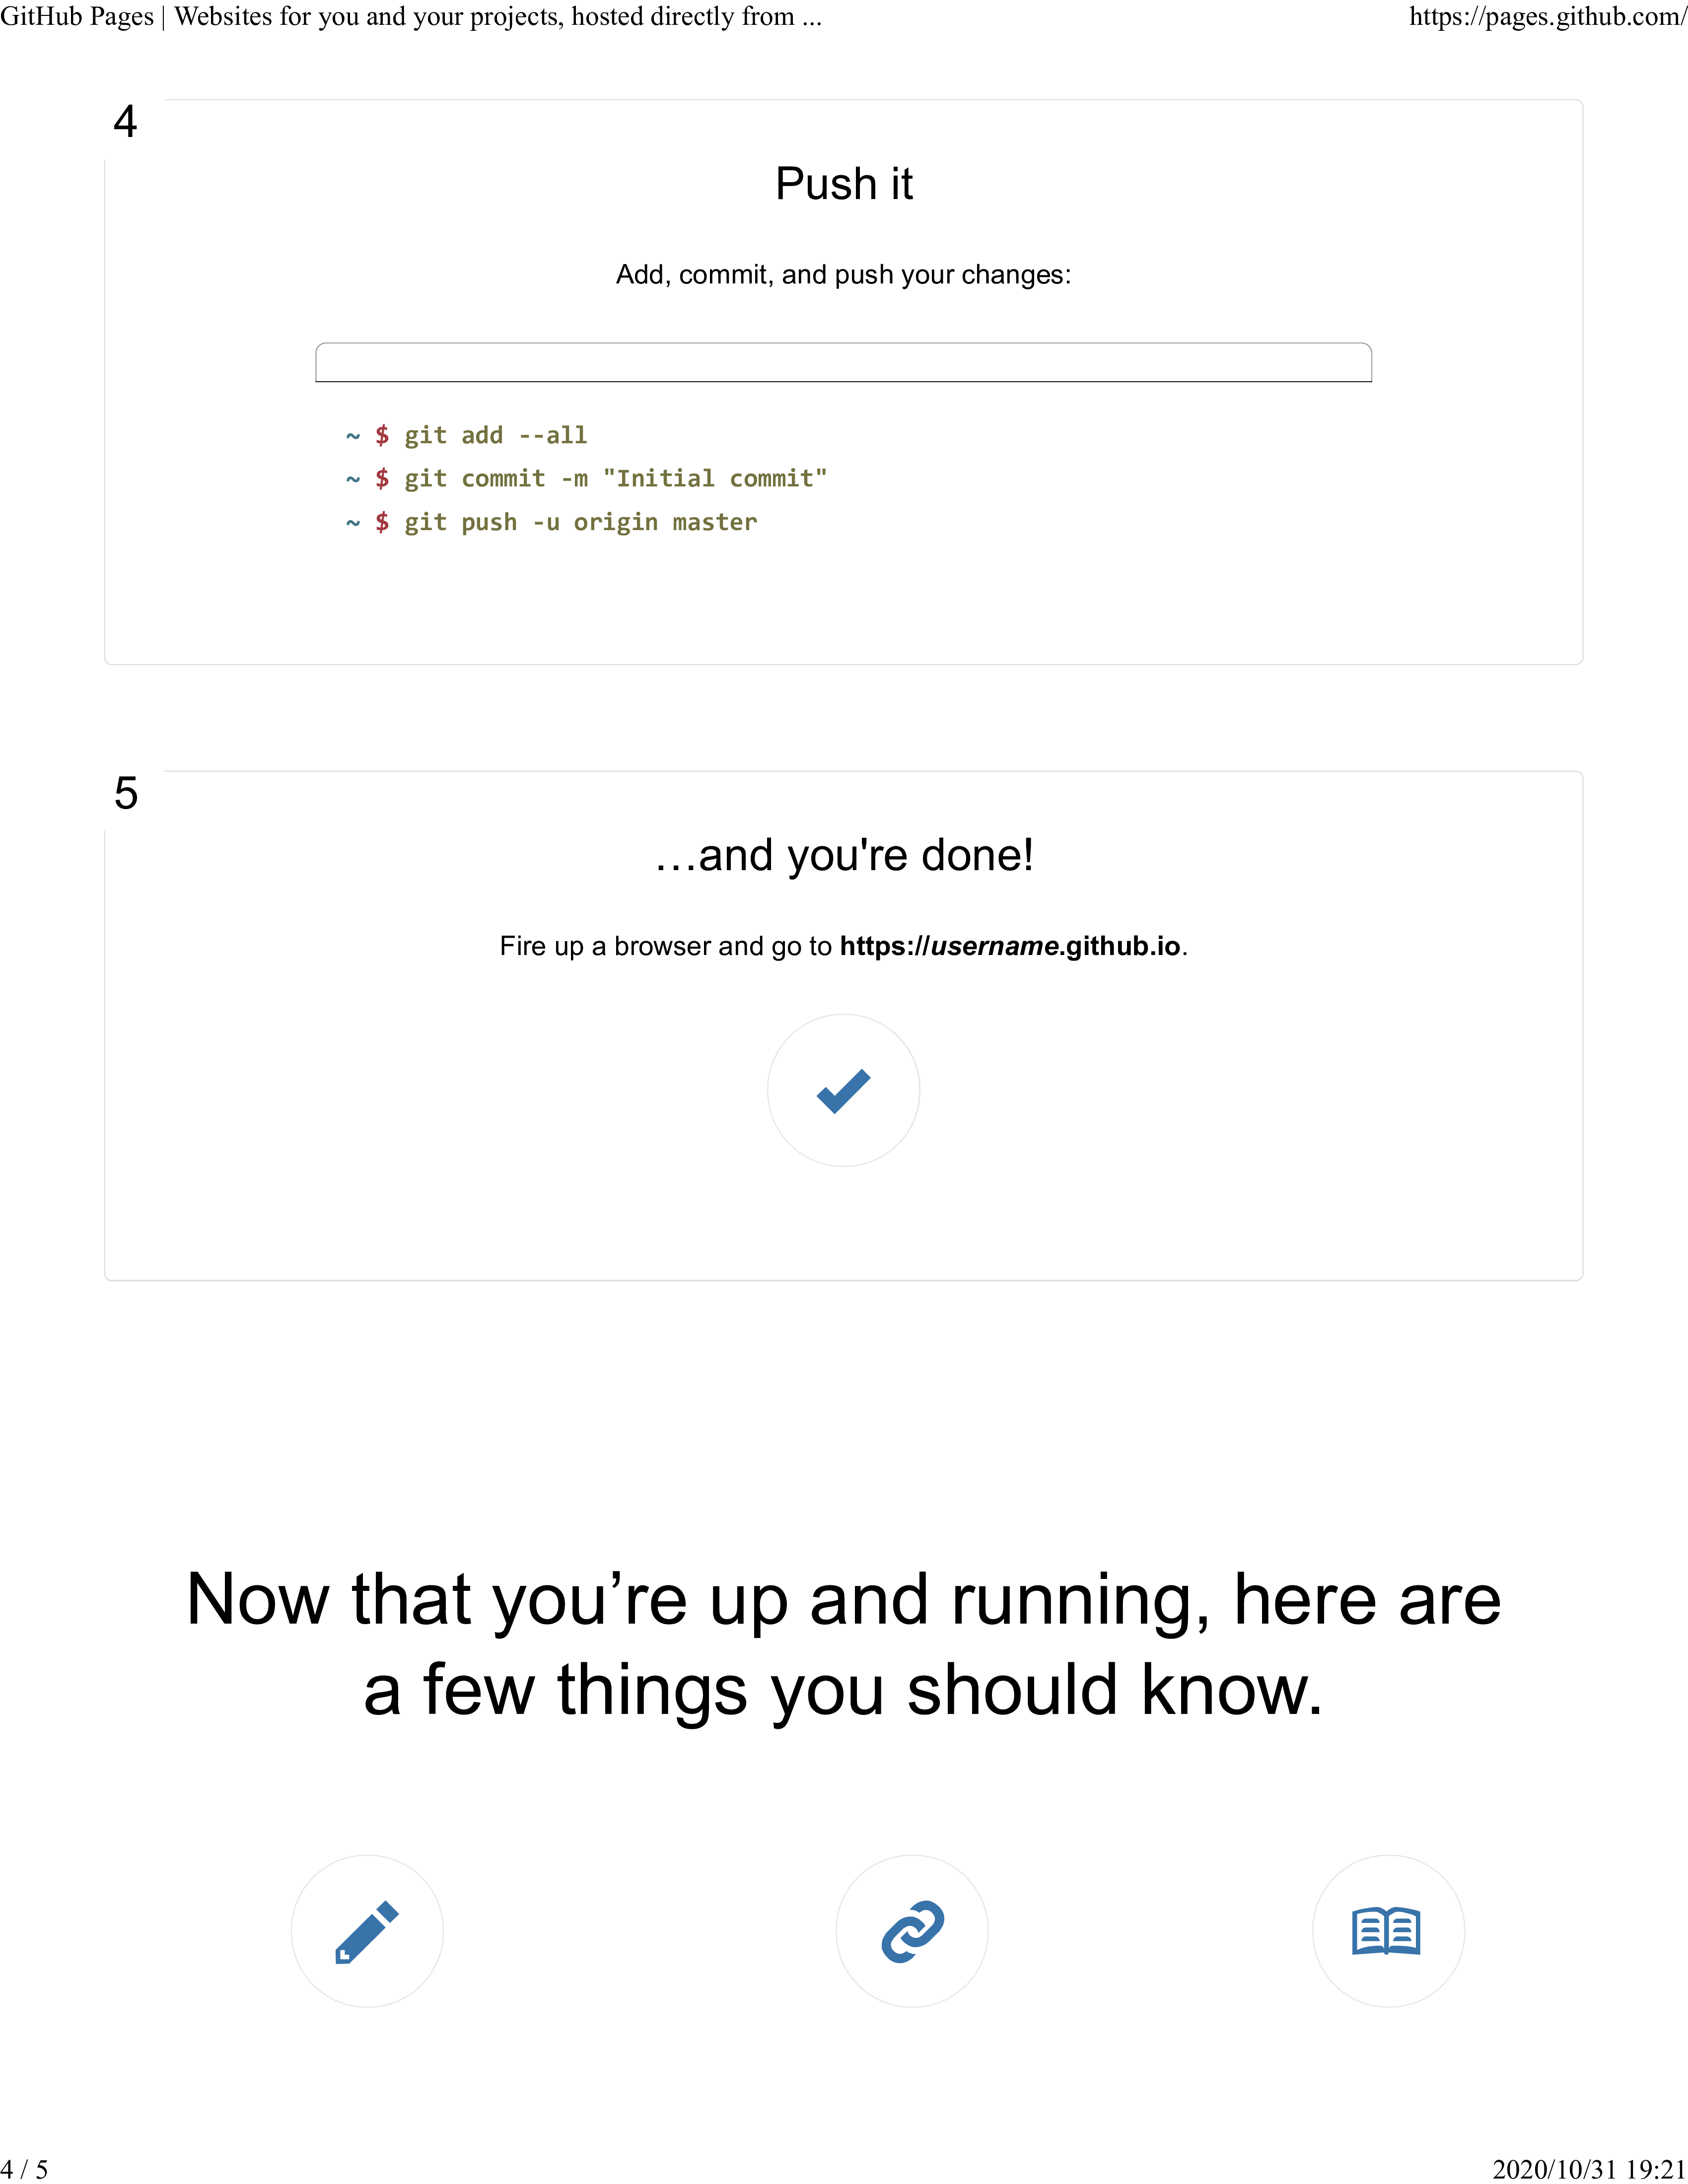 GitHub Pages | Websites for you and your projects, hosted directly from ...
https://pages.github.com/
4
Push it
Add, commit, and push your changes:
~ $ git add --all
~ $ git commit -m "Initial commit"
~ $ git push -u origin master
5
…and you're done!
Fire up a browser and go to https://username.github.io.
Now that you’re up and running, here are
a few things you should know.
4 / 5
2020/10/31 19:21